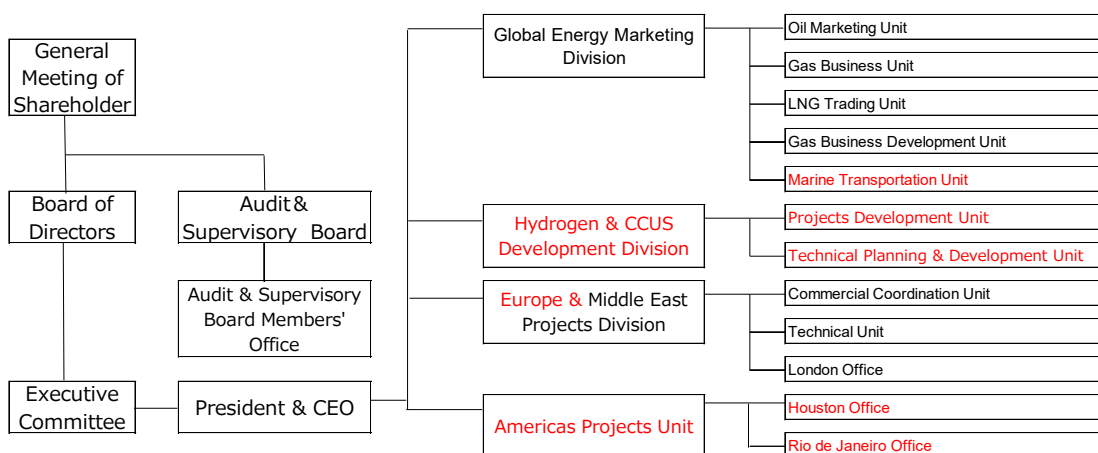 General
Meeting of
Shareholder
Board of
Directors
Audit &
Supervisory Board
Audit & Supervisory
Board Members'
Office
Executive
Committee
President & CEO
Global Energy Marketing
Division
Oil Marketing Unit
Gas Business Unit
LNG Trading Unit
Gas Business Development Unit
Marine Transportation Unit
Hydrogen & CCUS
Development Division
Projects Development Unit
Technical Planning & Development Unit
Europe & Middle East
Projects Division
Commercial Coordination Unit
Technical Unit
London Office
Americas Projects Unit
Houston Office
Rio de Janeiro Office